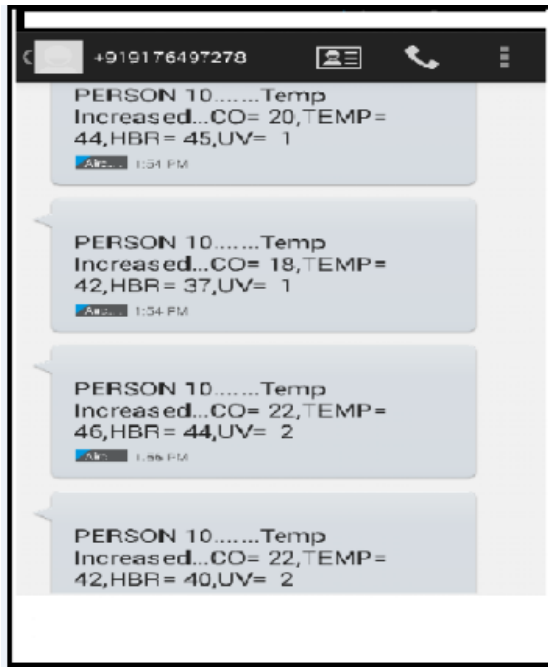 +919176497278
PERSON 10.......Temp
Increased...CO= 20,TEMP=
44,HBR= 45,UV= 1
1:54 PM
PERSON 10.......Temp
Increased...CO= 18,TEMP=
42,HBR= 37,UV= 1
1:54 PM
PERSON 10.......Temp
Increased...CO= 22,TEMP=
46,HBR= 44,UV= 2
PERSON 10.......Temp
Increased...CO= 22,TEMP=
42,HBR= 40,UV= 2